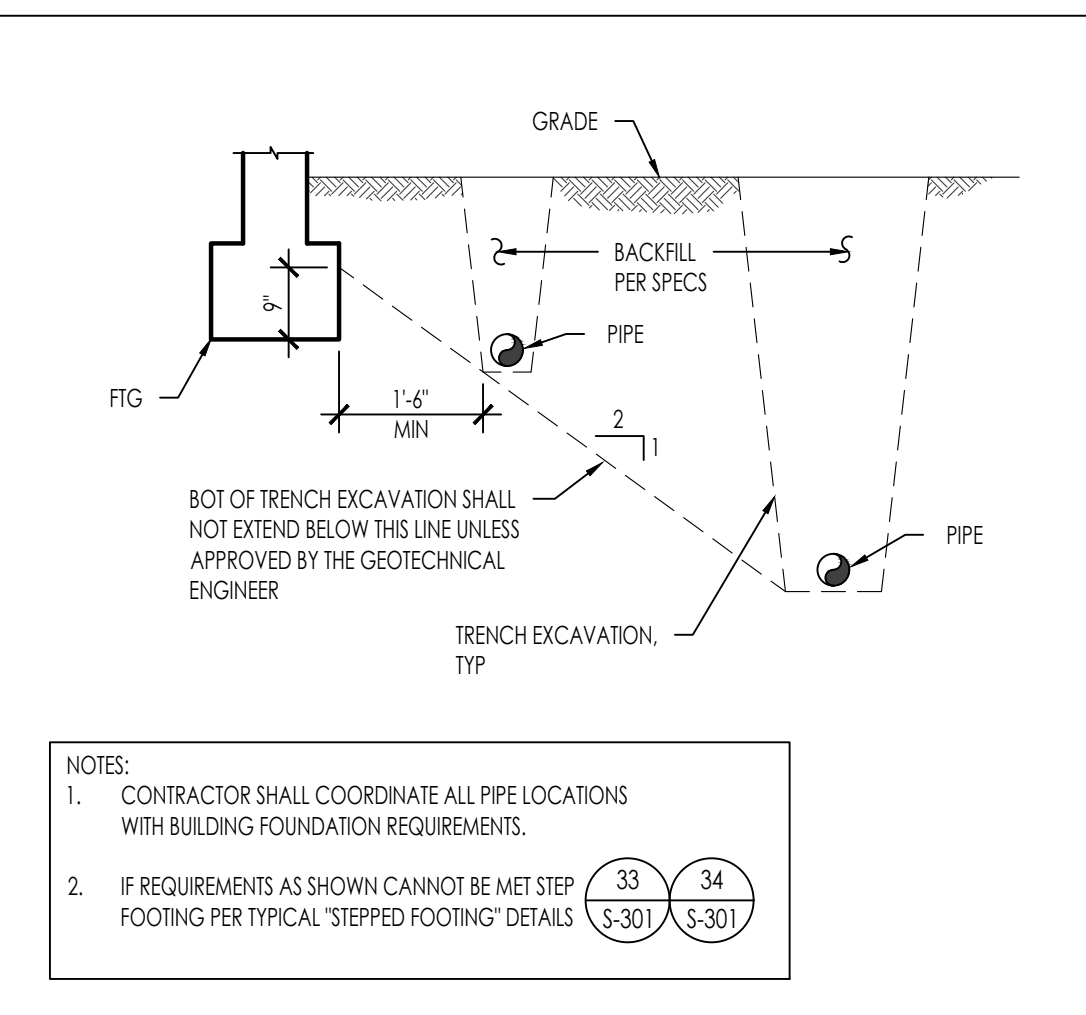 GRADE
BACKFILL
PER SPECS
9"
PIPE
FTG
1'-6"
MIN
2
1
BOT OF TRENCH EXCAVATION SHALL
NOT EXTEND BELOW THIS LINE UNLESS
APPROVED BY THE GEOTECHNICAL
ENGINEER
PIPE
TRENCH EXCAVATION,
TYP
NOTES:
1. CONTRACTOR SHALL COORDINATE ALL PIPE LOCATIONS
WITH BUILDING FOUNDATION REQUIREMENTS.
2. IF REQUIREMENTS AS SHOWN CANNOT BE MET STEP
FOOTING PER TYPICAL "STEPPED FOOTING" DETAILS
33 34
S-301 S-301